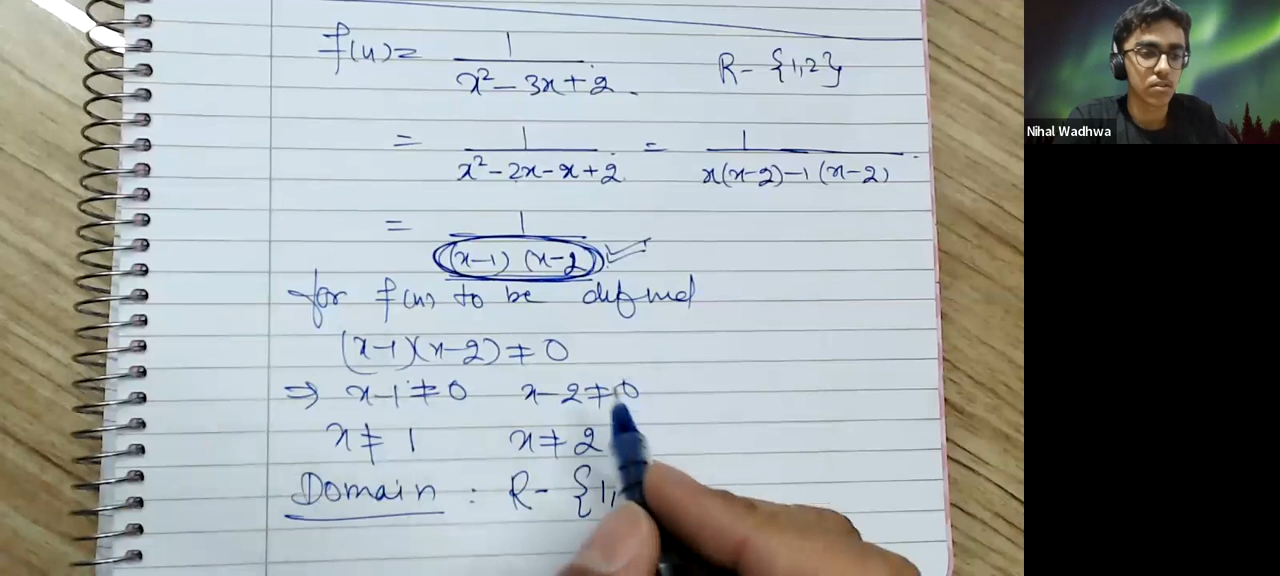 f(x) = 1/(x² - 3x + 2) R - {1,2}
= 1/(x² - 2x - x + 2) = 1/(x(x-2) - 1(x-2))
= 1/((x-1)(x-2))
for f(x) to be defined
(x-1)(x-2) ≠ 0
⇒ x-1 ≠ 0 x-2 ≠ 0
x ≠ 1 x ≠ 2
Domain : R - {1,
Nihal Wadhwa